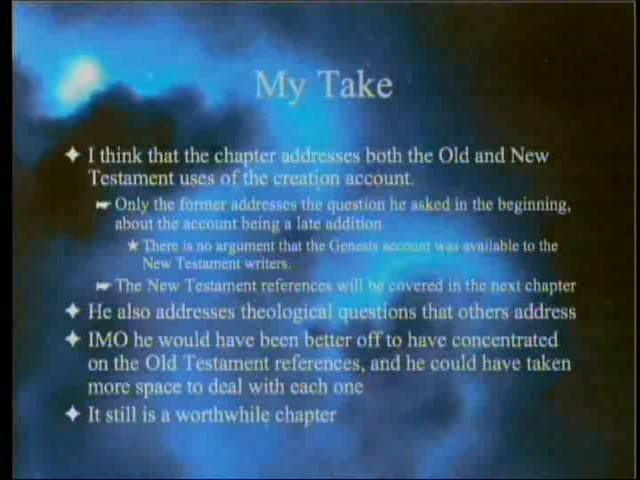 My Take
I think that the chapter addresses both the Old and New
Testament uses of the creation account.
Only the former addresses the question he asked in the beginning,
about the account being a late addition
There is no argument that the Genesis account was available to the
New Testament writers.
The New Testament references will be covered in the next chapter
He also addresses theological questions that others address
IMO he would have been better off to have concentrated
on the Old Testament references, and he could have taken
more space to deal with each one
It still is a worthwhile chapter